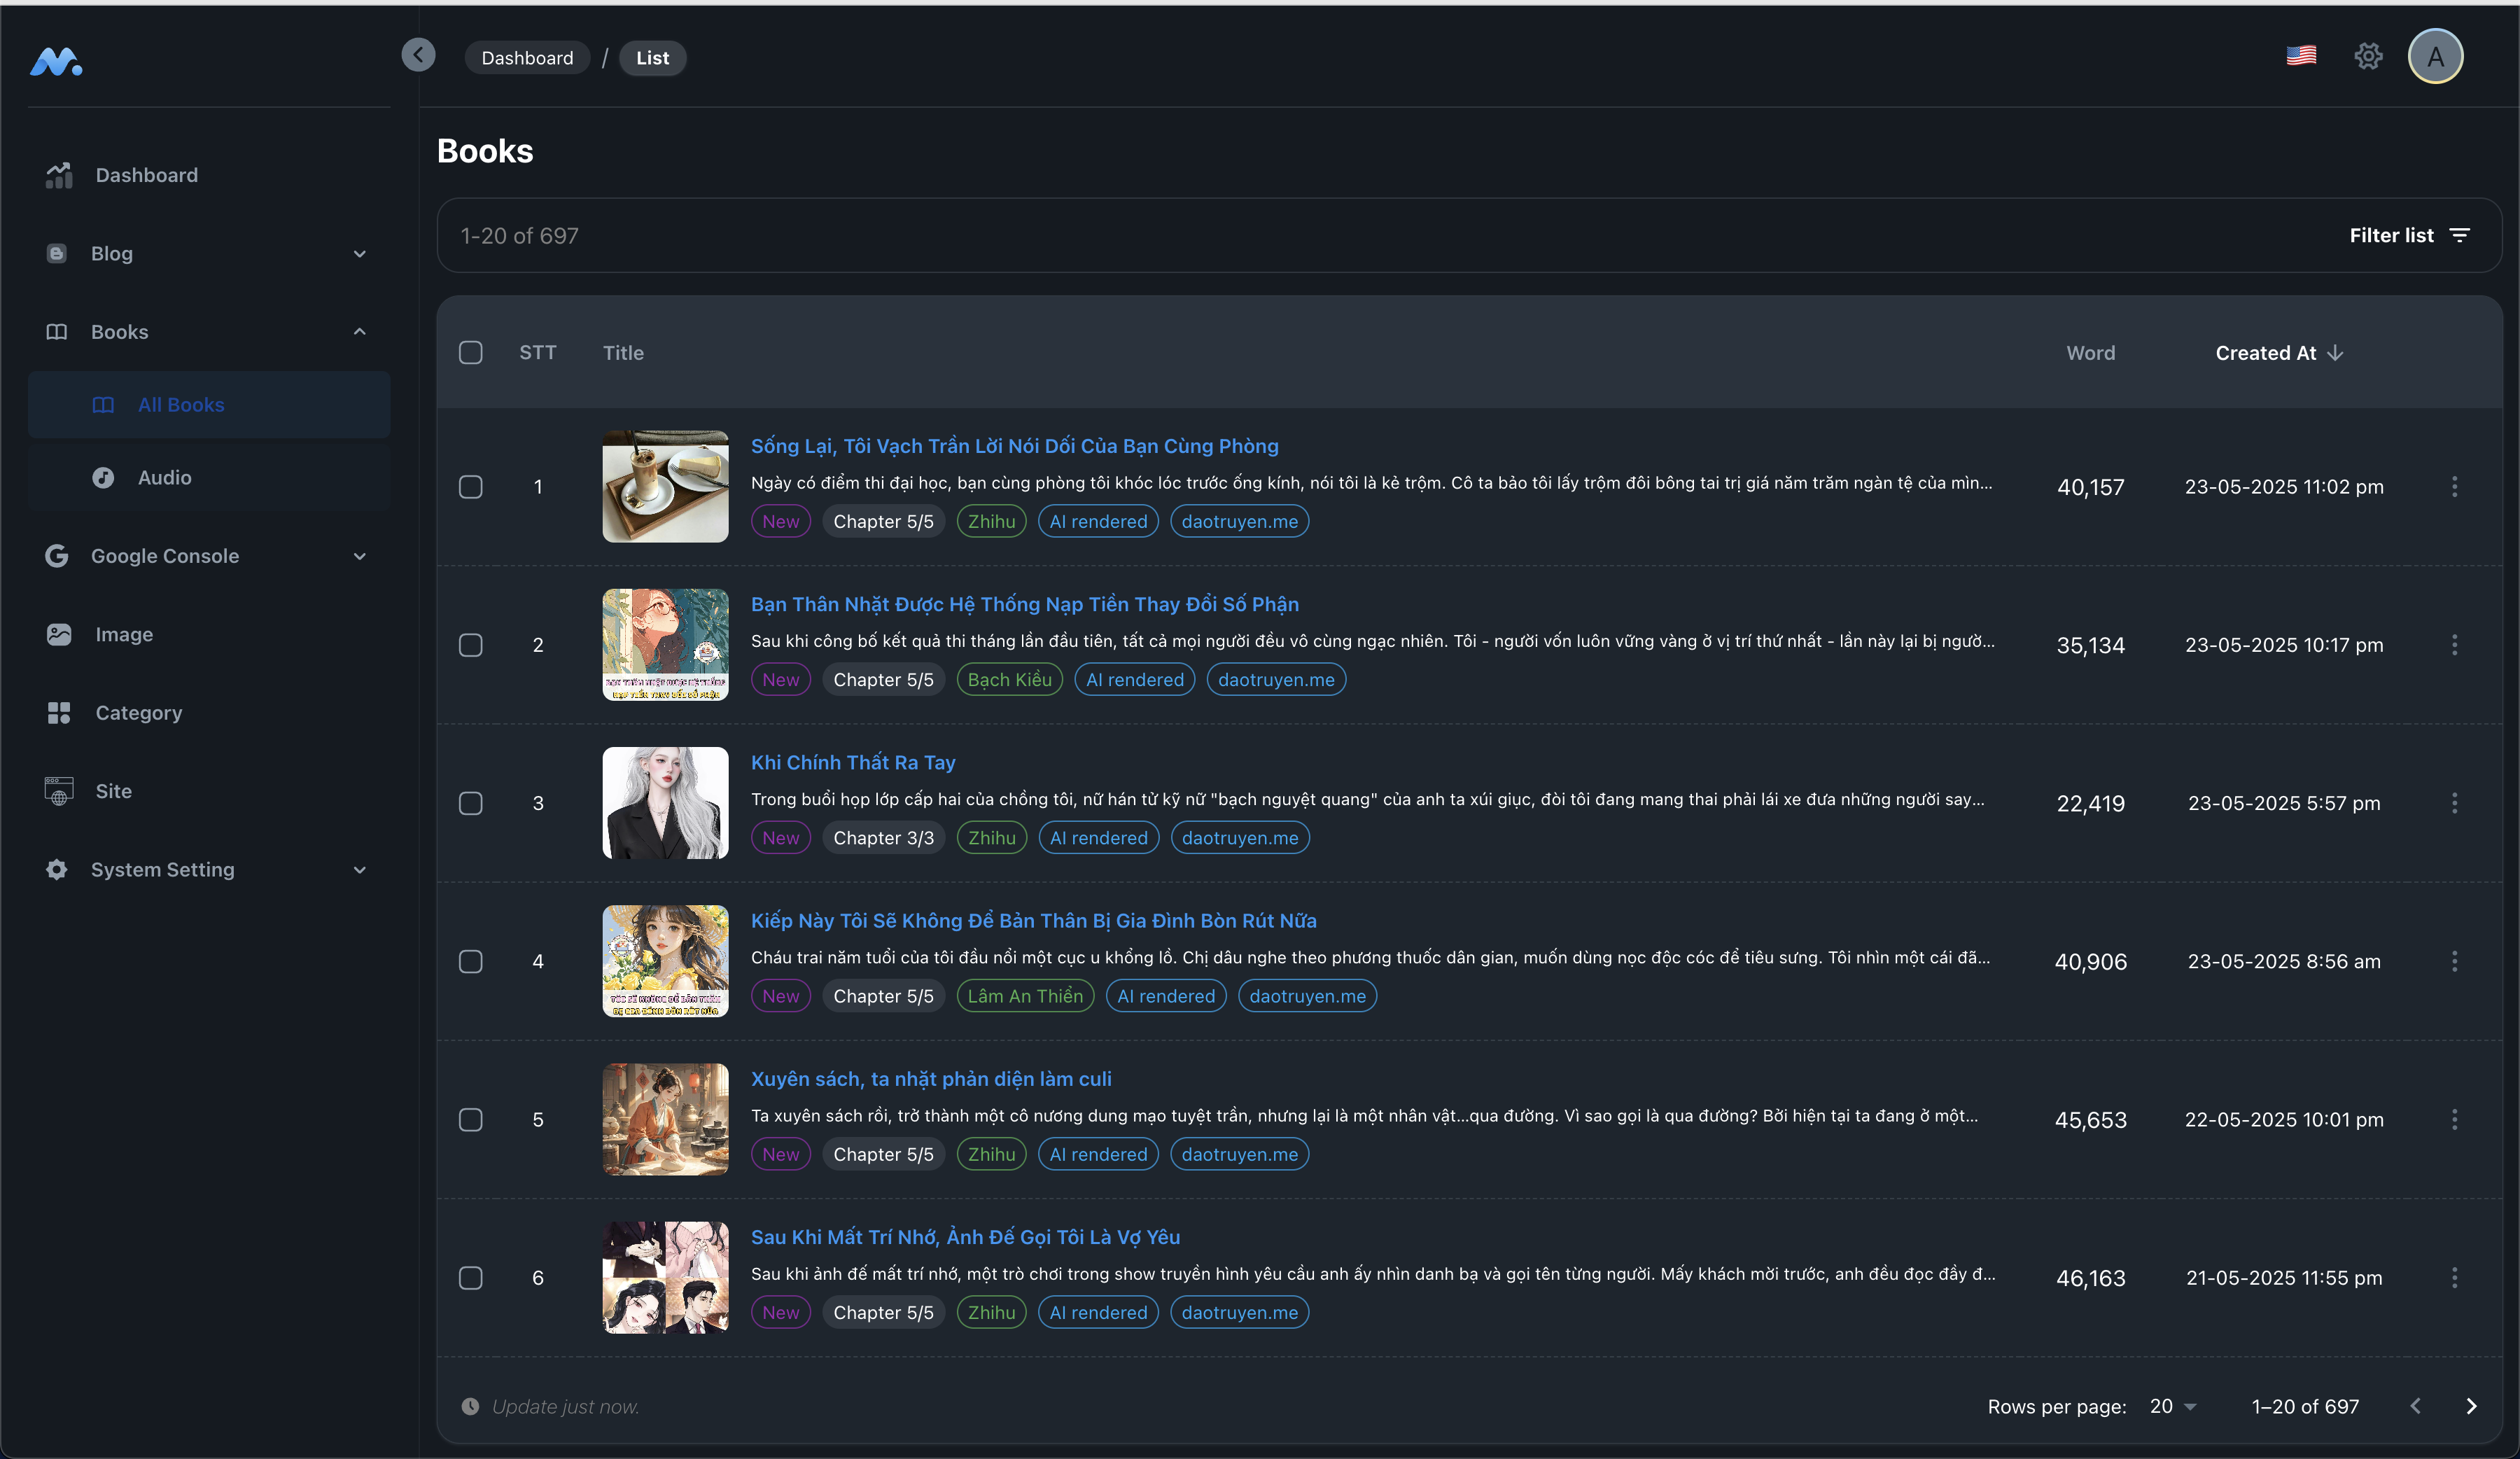 Dashboard / List
A
Dashboard
Blog
Books
All Books
Audio
Google Console
Image
Category
Site
System Setting
Books
1-20 of 697
Filter list
STT Title Word Created At
1
Sống Lại, Tôi Vạch Trần Lời Nói Dối Của Bạn Cùng Phòng
Ngày có điểm thi đại học, bạn cùng phòng tôi khóc lóc trước ống kính, nói tôi là kẻ trộm. Cô ta bảo tôi lấy trộm đôi bông tai trị giá năm trăm ngàn tệ của mìn...
New Chapter 5/5 Zhihu AI rendered daotruyen.me
40,157 23-05-2025 11:02 pm
2
Bạn Thân Nhặt Được Hệ Thống Nạp Tiền Thay Đổi Số Phận
Sau khi công bố kết quả thi tháng lần đầu tiên, tất cả mọi người đều vô cùng ngạc nhiên. Tôi - người vốn luôn vững vàng ở vị trí thứ nhất - lần này lại bị ngườ...
New Chapter 5/5 Bạch Kiều AI rendered daotruyen.me
35,134 23-05-2025 10:17 pm
3
Khi Chính Thất Ra Tay
Trong buổi họp lớp cấp hai của chồng tôi, nữ hán tử kỹ nữ "bạch nguyệt quang" của anh ta xúi giục, đòi tôi đang mang thai phải lái xe đưa những người say...
New Chapter 3/3 Zhihu AI rendered daotruyen.me
22,419 23-05-2025 5:57 pm
4
TÔI SẼ KHÔNG ĐỂ BẢN THÂN
BỊ GIA ĐÌNH BÒN RÚT NỮA
Kiếp Này Tôi Sẽ Không Để Bản Thân Bị Gia Đình Bòn Rút Nữa
Cháu trai năm tuổi của tôi đầu nổi một cục u khổng lồ. Chị dâu nghe theo phương thuốc dân gian, muốn dùng nọc độc cóc để tiêu sưng. Tôi nhìn một cái đã...
New Chapter 5/5 Lâm An Thiển AI rendered daotruyen.me
40,906 23-05-2025 8:56 am
5
Xuyên sách, ta nhặt phản diện làm culi
Ta xuyên sách rồi, trở thành một cô nương dung mạo tuyệt trần, nhưng lại là một nhân vật...qua đường. Vì sao gọi là qua đường? Bởi hiện tại ta đang ở một...
New Chapter 5/5 Zhihu AI rendered daotruyen.me
45,653 22-05-2025 10:01 pm
6
Sau Khi Mất Trí Nhớ, Ảnh Đế Gọi Tôi Là Vợ Yêu
Sau khi ảnh đế mất trí nhớ, một trò chơi trong show truyền hình yêu cầu anh ấy nhìn danh bạ và gọi tên từng người. Mấy khách mời trước, anh đều đọc đầy đ...
New Chapter 5/5 Zhihu AI rendered daotruyen.me
46,163 21-05-2025 11:55 pm
Update just now.
Rows per page: 20 1–20 of 697